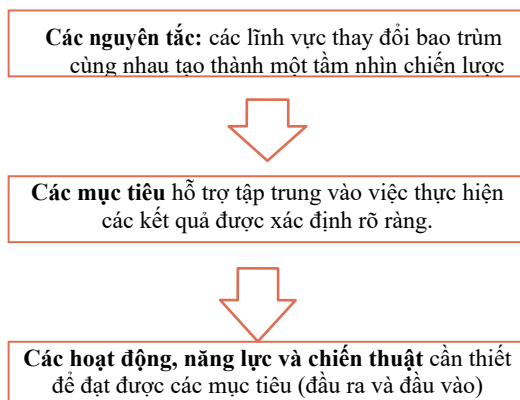 Các nguyên tắc: các lĩnh vực thay đổi bao trùm
cùng nhau tạo thành một tầm nhìn chiến lược
Các mục tiêu hỗ trợ tập trung vào việc thực hiện
các kết quả được xác định rõ ràng.
Các hoạt động, năng lực và chiến thuật cần thiết
để đạt được các mục tiêu (đầu ra và đầu vào)